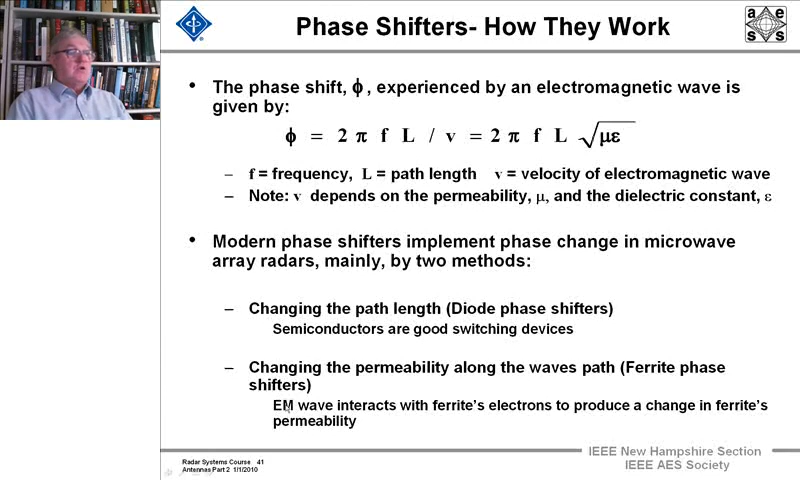 Phase Shifters- How They Work
a e
s s
• The phase shift, ϕ, experienced by an electromagnetic wave is
given by:
ϕ = 2 π f L / v = 2 π f L √με
– f = frequency, L = path length v = velocity of electromagnetic wave
– Note: v depends on the permeability, μ, and the dielectric constant, ε
• Modern phase shifters implement phase change in microwave
array radars, mainly, by two methods:
– Changing the path length (Diode phase shifters)
Semiconductors are good switching devices
– Changing the permeability along the waves path (Ferrite phase
shifters)
EM wave interacts with ferrite's electrons to produce a change in ferrite's
permeability
Radar Systems Course 41
Antennas Part 2 1/1/2010
IEEE New Hampshire Section
IEEE AES Society